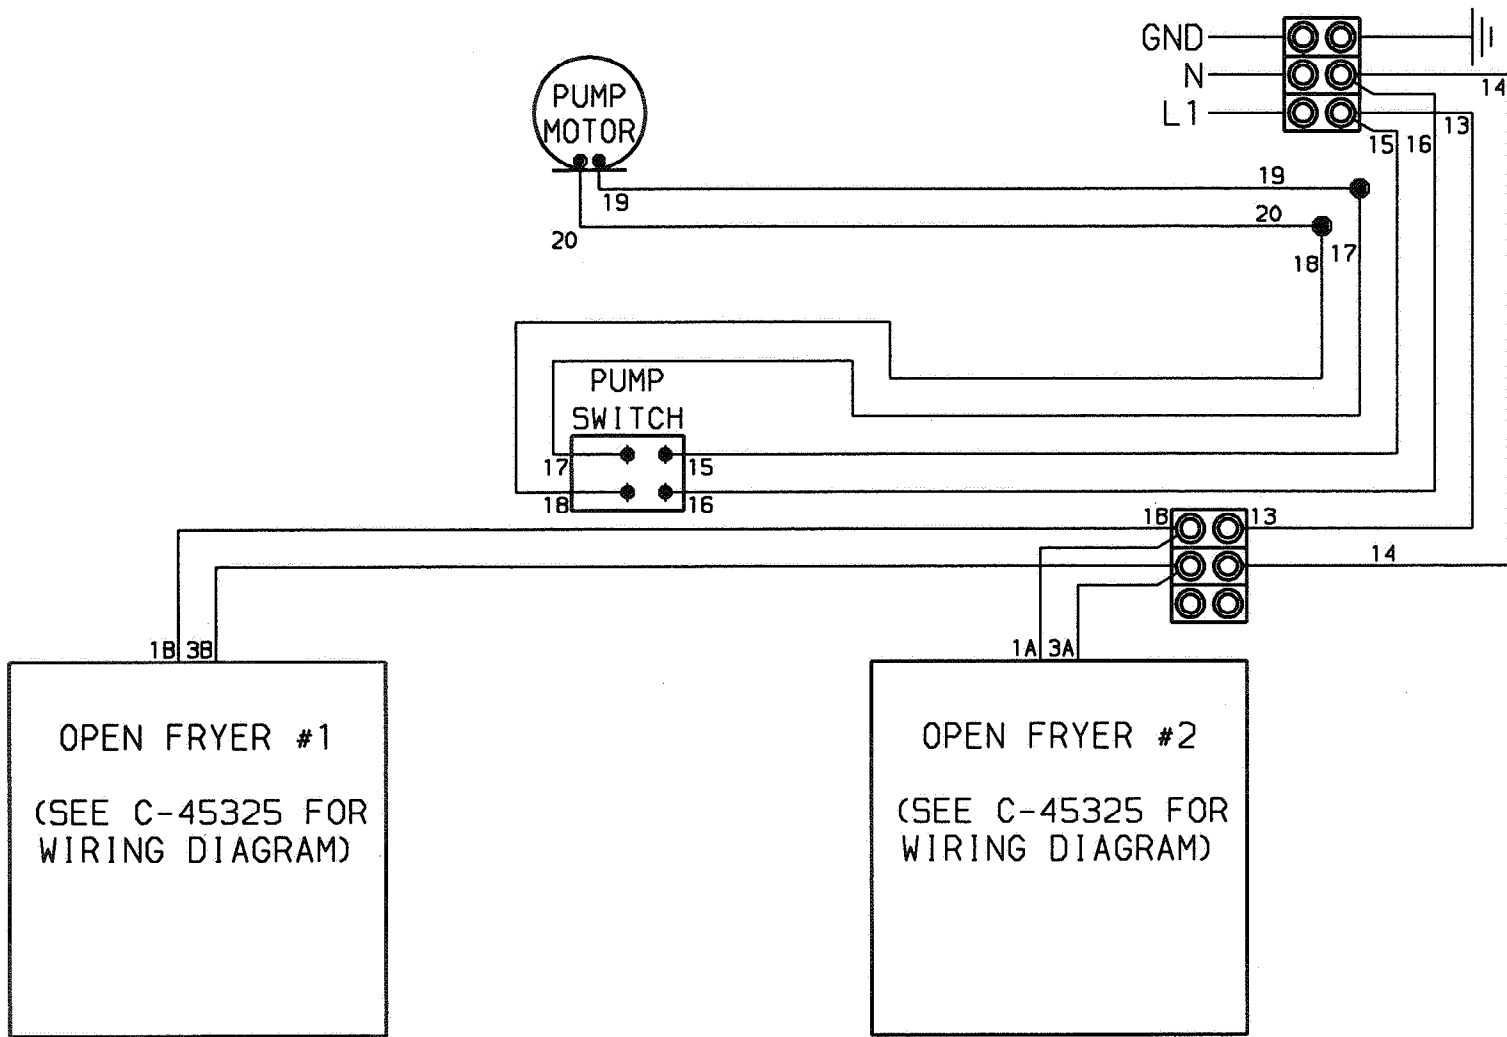 GND
N
14
L1
13
15
16
PUMP
MOTOR
19
19
20
20
18
17
PUMP
SWITCH
17
15
18
16
1B
13
14
1B 3B
1A 3A
OPEN FRYER #1
(SEE C-45325 FOR
WIRING DIAGRAM)
OPEN FRYER #2
(SEE C-45325 FOR
WIRING DIAGRAM)